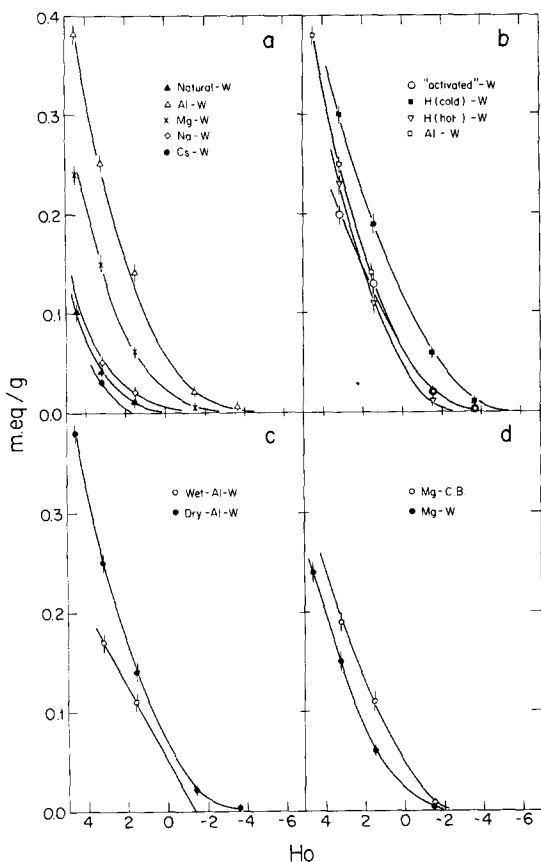 0.4
a
▲ Natural-W
△ Al-W
× Mg-W
◇ Na-W
● Cs-W
b
○ "activated"-W
■ H(cold)-W
▽ H(hot)-W
□ Al-W
0.3
0.2
0.1
0.0
c
○ Wet-Al-W
● Dry-Al-W
d
○ Mg-C.B.
● Mg-W
0.3
0.2
0.1
0.0
m.eq/g
4 2 0 -2 -4 -6
4 2 0 -2 -4 -6
Ho